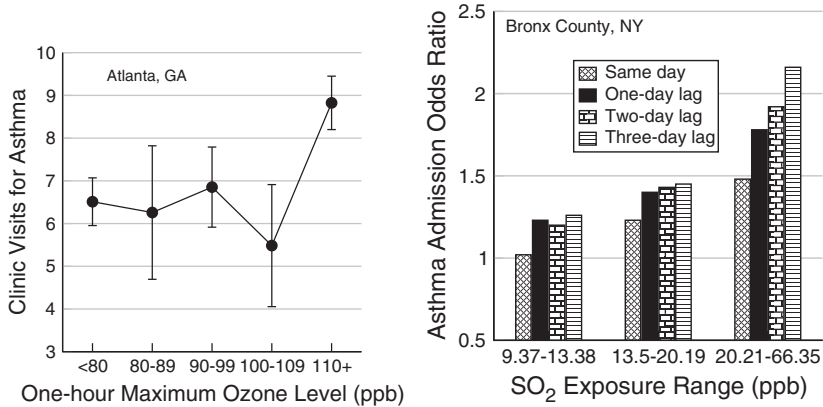 Clinic Visits for Asthma
10
9
8
7
6
5
4
3
Atlanta, GA
<80 80-89 90-99 100-109 110+
One-hour Maximum Ozone Level (ppb)
Asthma Admission Odds Ratio
2.5
2
1.5
1
0.5
Bronx County, NY
Same day
One-day lag
Two-day lag
Three-day lag
9.37-13.38 13.5-20.19 20.21-66.35
SO2 Exposure Range (ppb)